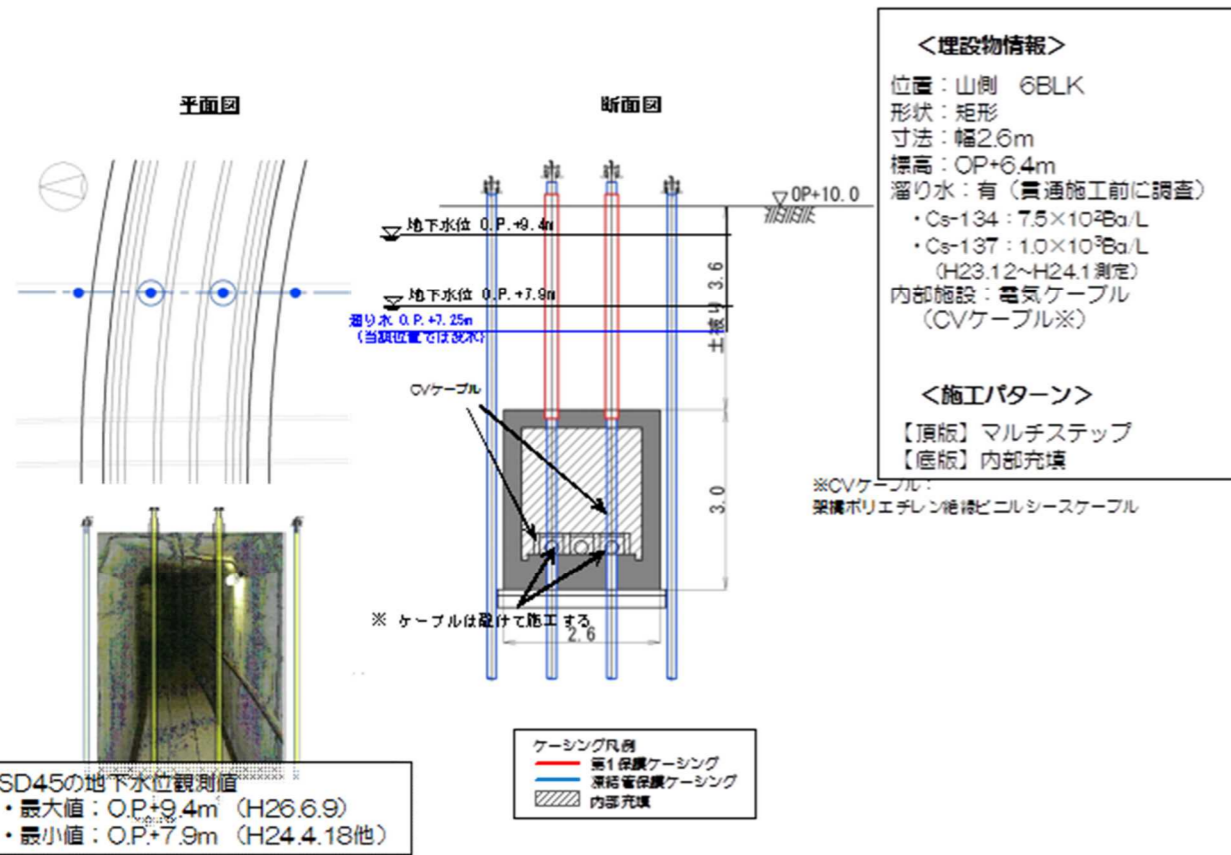 平面図
断面図
地下水位 O.P.+9.4m
地下水位 O.P.+7.9m
溜り水 O.P.+7.25m
(当該位置では没水)
OP+10.0
土被り 3.6
3.0
2.6
CVケーブル
※ ケーブルは避けて施工する
<埋設物情報>
位置:山側 6BLK
形状:矩形
寸法:幅2.6m
標高:OP+6.4m
溜り水:有(貫通施工前に調査)
・Cs-134:7.5×10²Bq/L
・Cs-137:1.0×10³Bq/L
(H23.12~H24.1測定)
内部施設:電気ケーブル
(CVケーブル※)
<施工パターン>
【頂版】マルチステップ
【底版】内部充填
※CVケーブル:
架橋ポリエチレン絶縁ビニルシースケーブル
ケーシング凡例
第1保護ケーシング
凍結管保護ケーシング
内部充填
SD45の地下水位観測値
・最大値:O.P.+9.4m (H26.6.9)
・最小値:O.P.+7.9m (H24.4.18他)